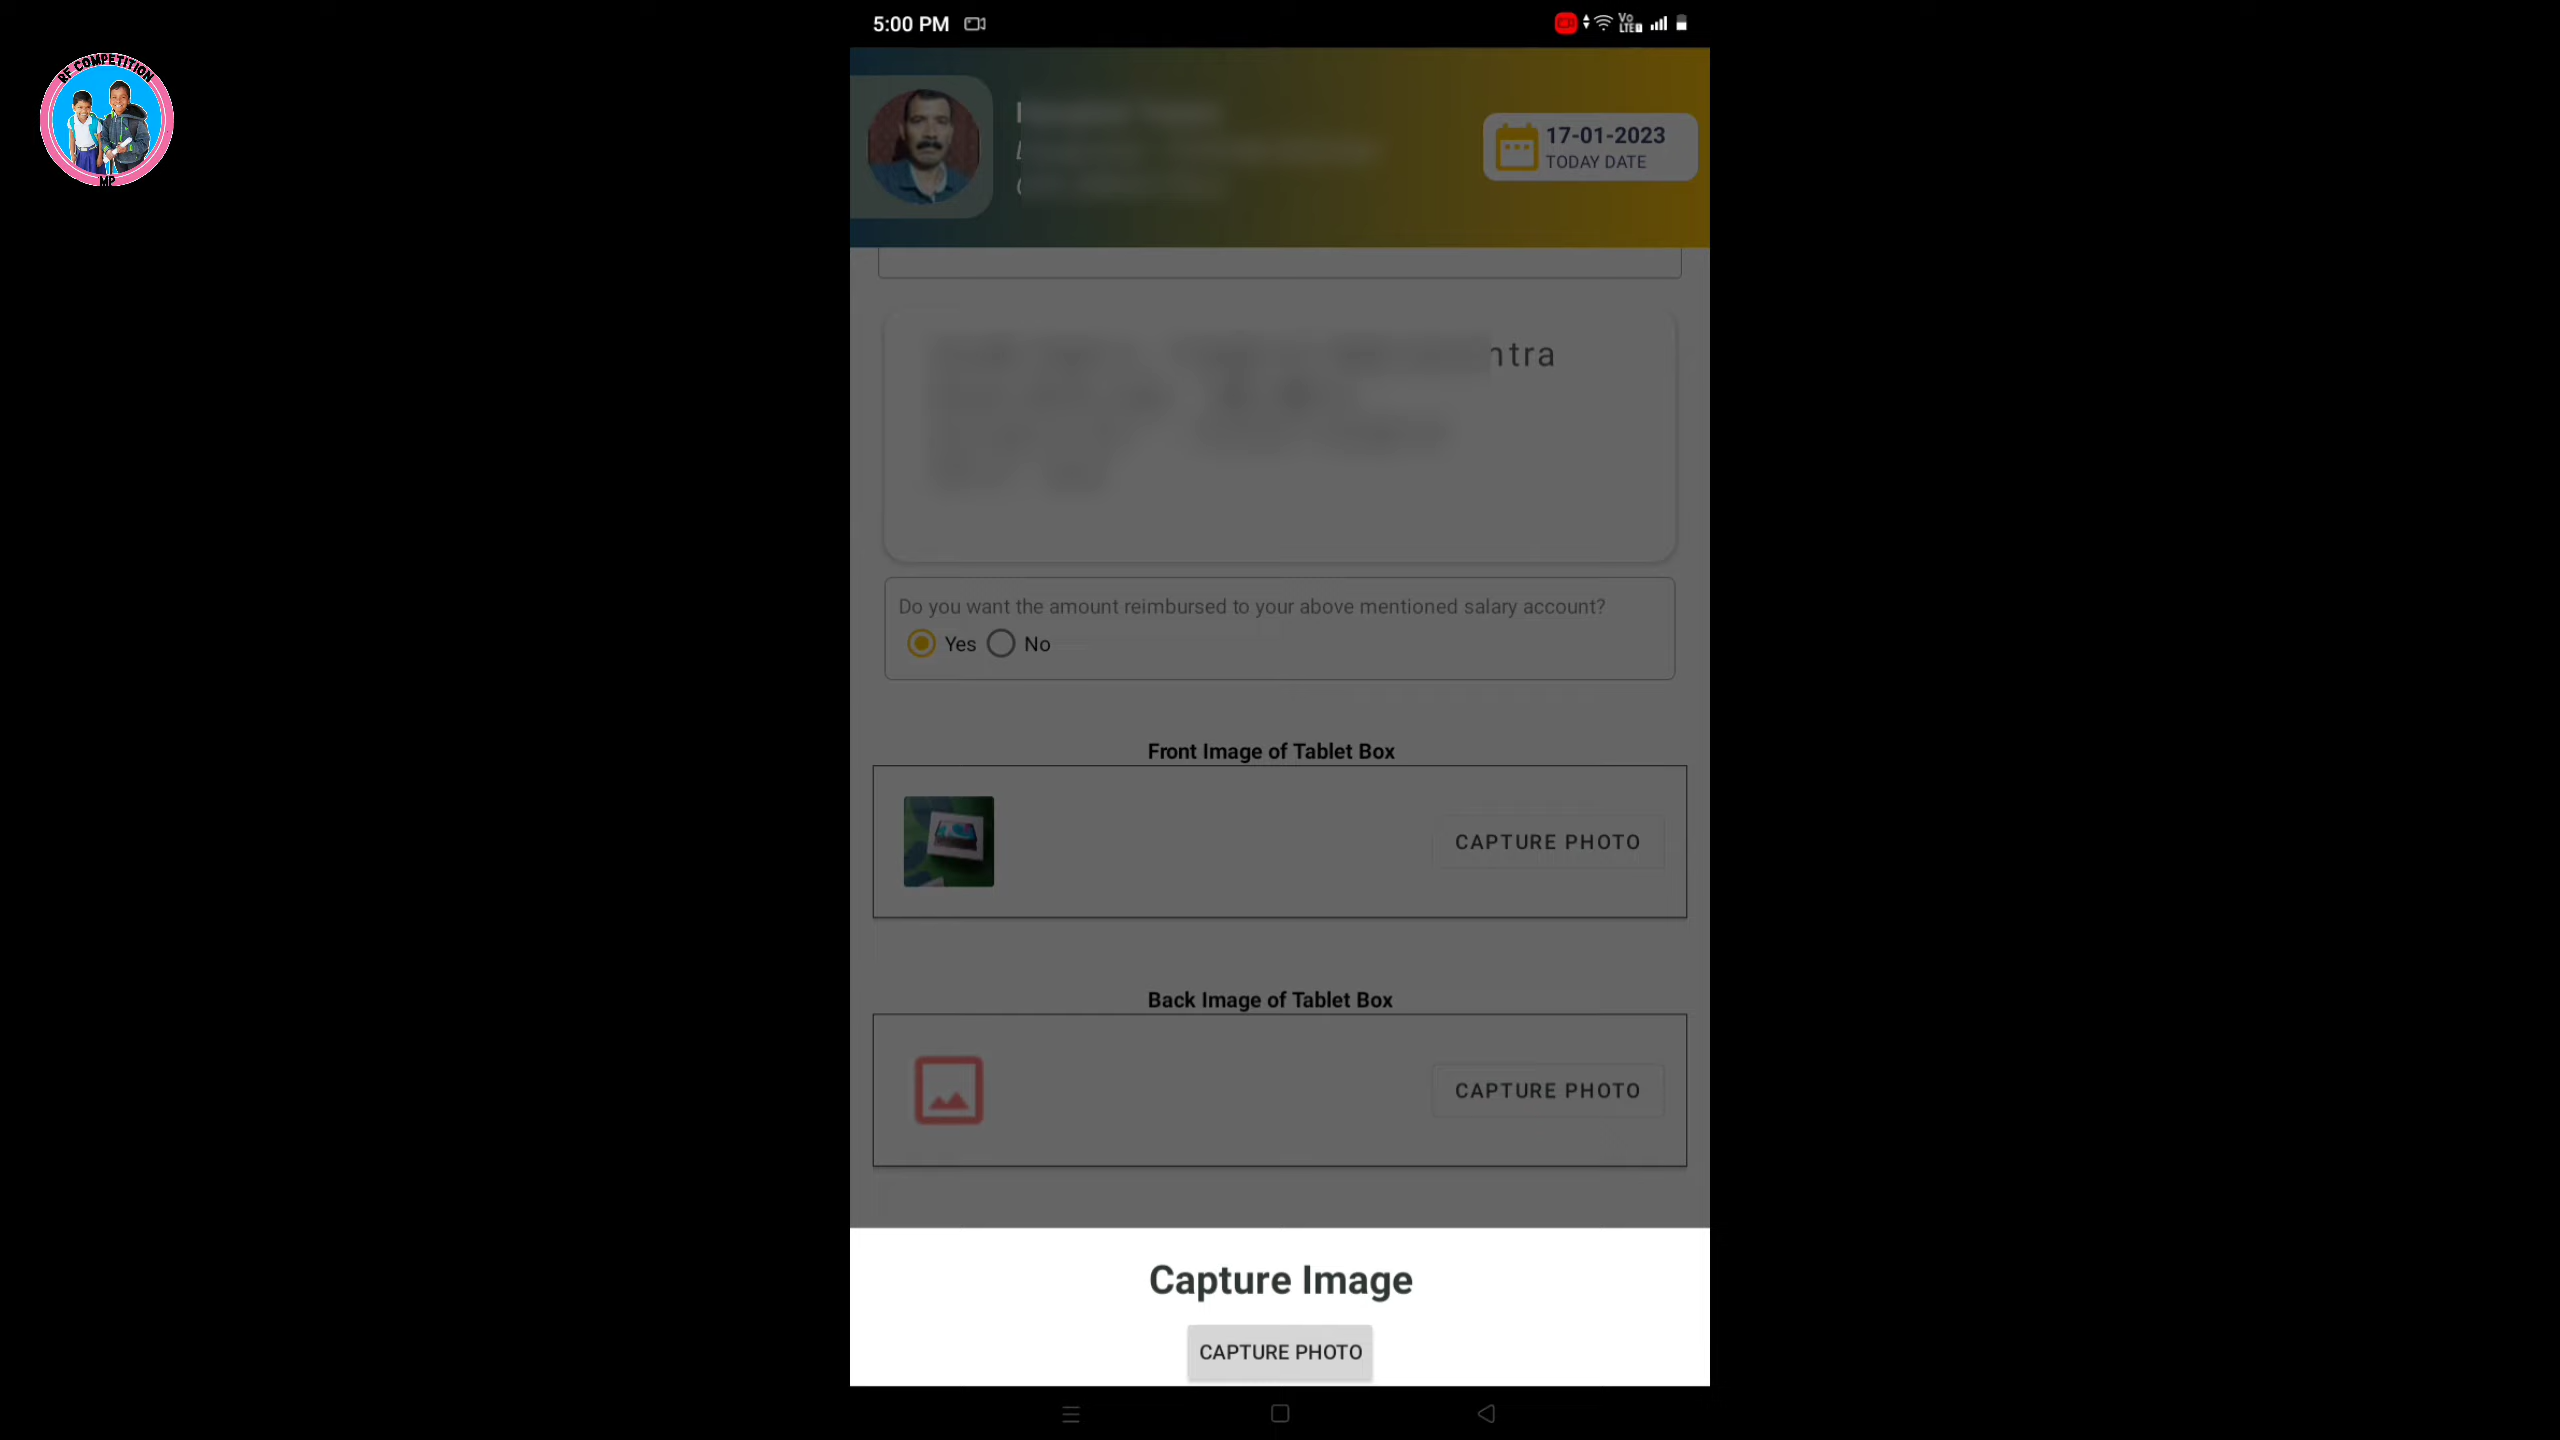 5:00 PM
Vo
LTE
RF COMPETITION
MP
17-01-2023
TODAY DATE
ntra
Do you want the amount reimbursed to your above mentioned salary account?
Yes No
Front Image of Tablet Box
CAPTURE PHOTO
Back Image of Tablet Box
CAPTURE PHOTO
Capture Image
CAPTURE PHOTO